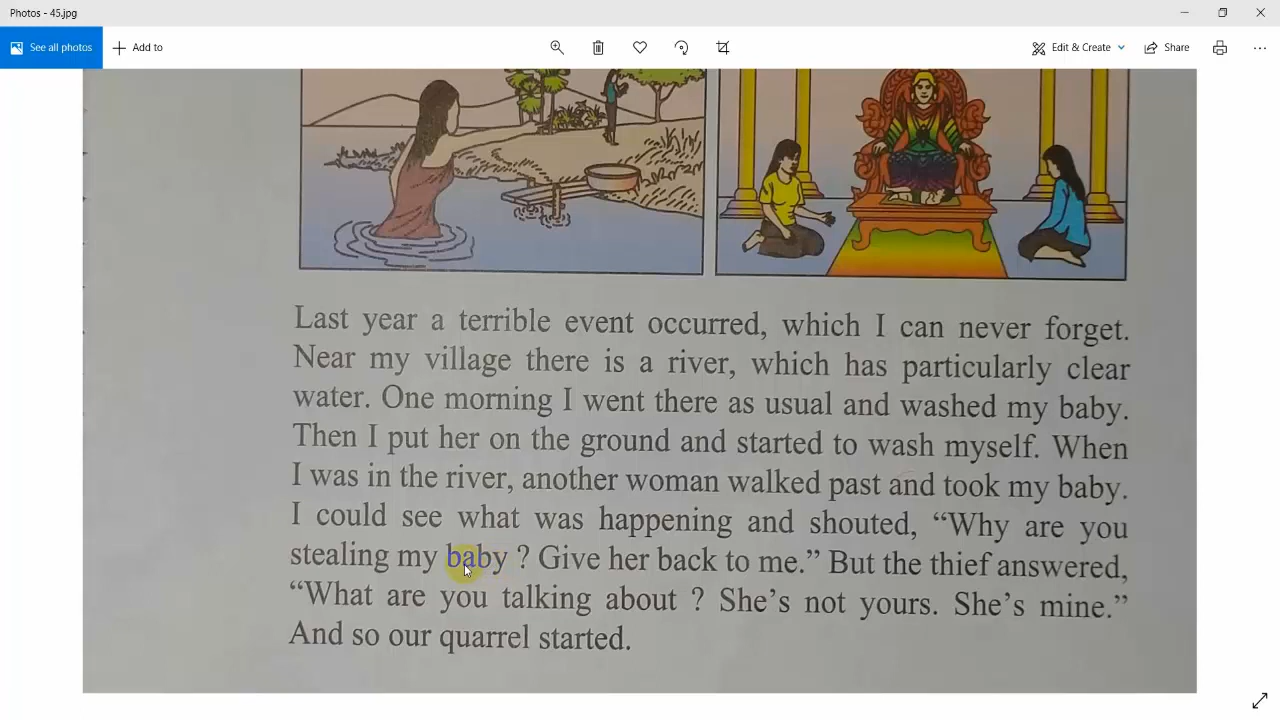 Photos - 45.jpg
See all photos
Add to
Edit & Create
Share
Last year a terrible event occurred, which I can never forget.
Near my village there is a river, which has particularly clear
water. One morning I went there as usual and washed my baby.
Then I put her on the ground and started to wash myself. When
I was in the river, another woman walked past and took my baby.
I could see what was happening and shouted, “Why are you
stealing my baby ? Give her back to me.” But the thief answered,
“What are you talking about ? She’s not yours. She’s mine.”
And so our quarrel started.